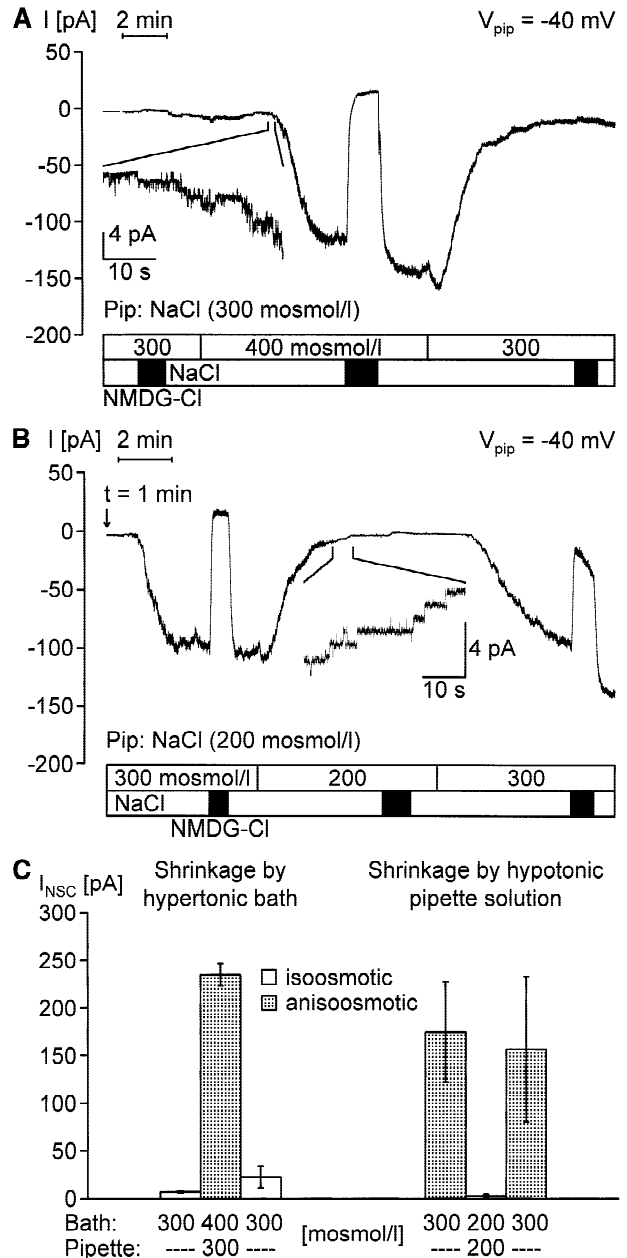 A I [pA] 2 min Vpip = -40 mV
50
0
-50
-100
-150
-200
4 pA
10 s
Pip: NaCl (300 mosmol/l)
300 400 mosmol/l 300
NaCl
NMDG-Cl
B I [pA] 2 min Vpip = -40 mV
50
t = 1 min
0
-50
-100
-150
-200
4 pA
10 s
Pip: NaCl (200 mosmol/l)
300 mosmol/l 200 300
NaCl
NMDG-Cl
C INSC [pA]
Shrinkage by
hypertonic bath
Shrinkage by hypotonic
pipette solution
300
250
200
150
100
50
0
isoosmotic
anisoosmotic
Bath: 300 400 300 [mosmol/l] 300 200 300
Pipette: ---- 300 ---- ---- 200 ----